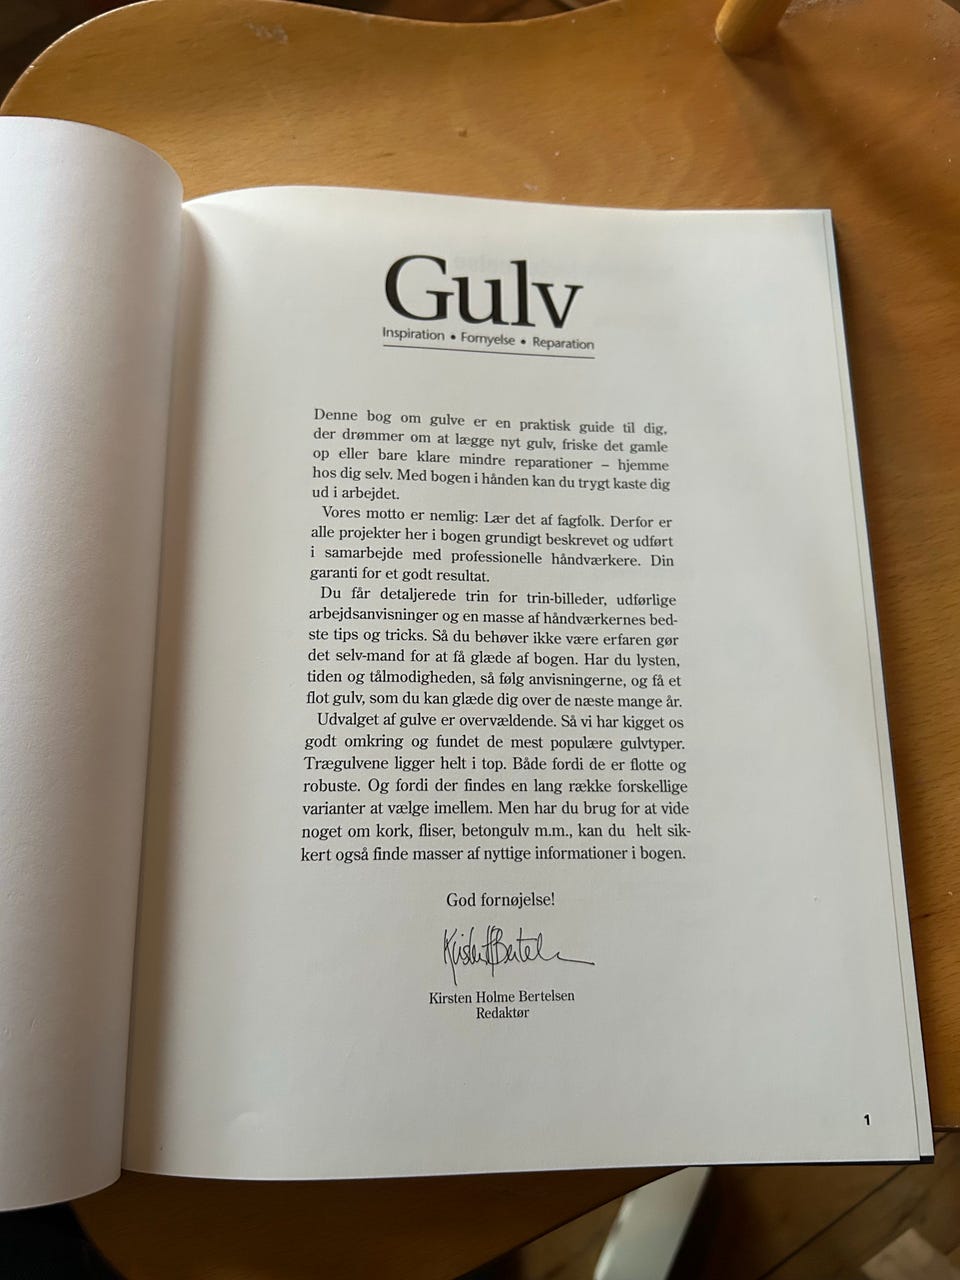 Gulv
Inspiration • Fornyelse • Reparation
Denne bog om gulve er en praktisk guide til dig,
der drømmer om at lægge nyt gulv, friske det gamle
op eller bare klare mindre reparationer – hjemme
hos dig selv. Med bogen i hånden kan du trygt kaste dig
ud i arbejdet.
Vores motto er nemlig: Lær det af fagfolk. Derfor er
alle projekter her i bogen grundigt beskrevet og udført
i samarbejde med professionelle håndværkere. Din
garanti for et godt resultat.
Du får detaljerede trin for trin-billeder, udførlige
arbejdsanvisninger og en masse af håndværkernes bed-
ste tips og tricks. Så du behøver ikke være erfaren gør
det selv-mand for at få glæde af bogen. Har du lysten,
tiden og tålmodigheden, så følg anvisningerne, og få et
flot gulv, som du kan glæde dig over de næste mange år.
Udvalget af gulve er overvældende. Så vi har kigget os
godt omkring og fundet de mest populære gulvtyper.
Trægulvene ligger helt i top. Både fordi de er flotte og
robuste. Og fordi der findes en lang række forskellige
varianter at vælge imellem. Men har du brug for at vide
noget om kork, fliser, betongulv m.m., kan du helt sik-
kert også finde masser af nyttige informationer i bogen.
God fornøjelse!
Kirsten Holme Bertelsen
Redaktør
1